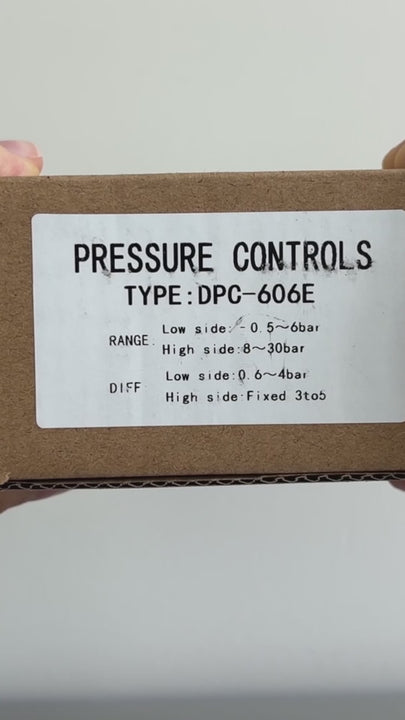 PRESSURE CONTROLS
TYPE:DPC-606E
RANGE.
Low side:-0.5~6bar
High side:8~30bar
DIFF
Low side:0.6~4bar
High side:Fixed 3to5